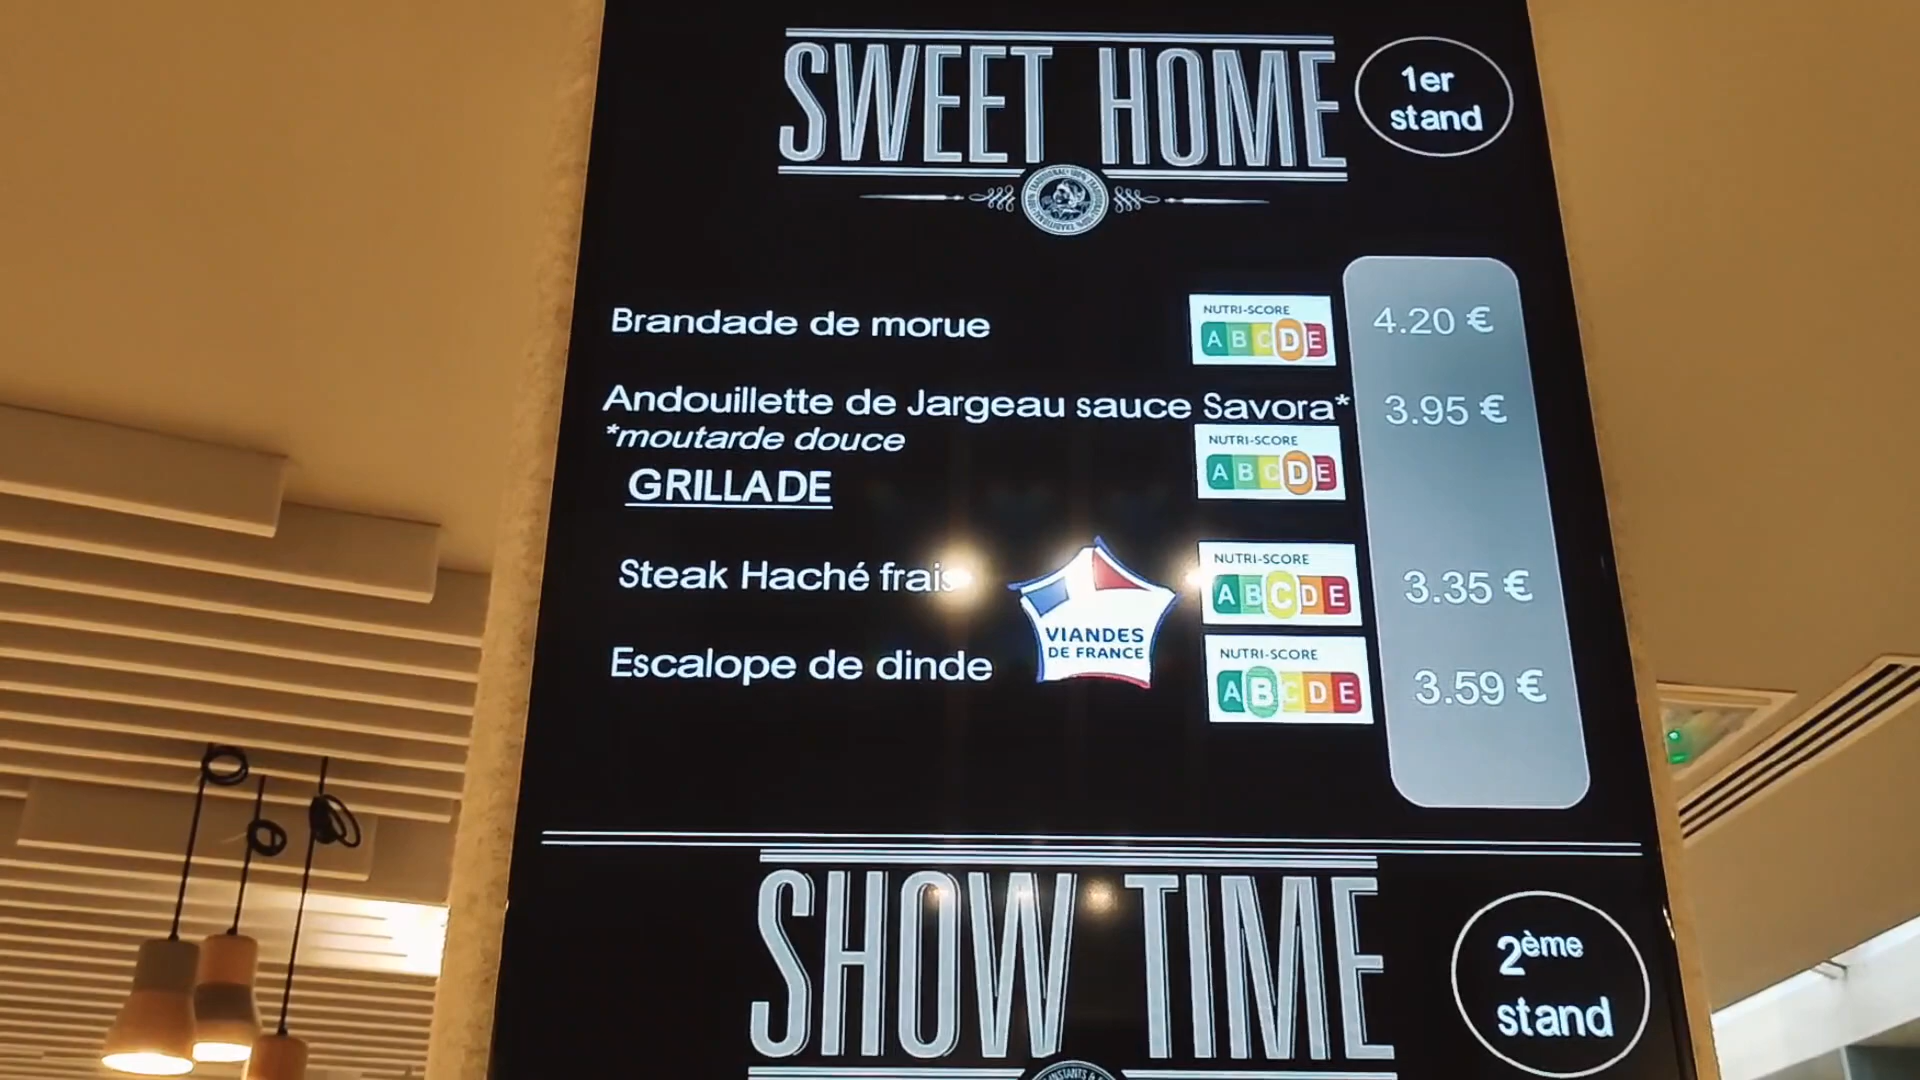 SWEET HOME
1er
stand
Brandade de morue
NUTRI-SCORE
A B C D E
4.20 €
Andouillette de Jargeau sauce Savora*
3.95 €
*moutarde douce
NUTRI-SCORE
A B C D E
GRILLADE
Steak Haché frais
NUTRI-SCORE
A B C D E
3.35 €
VIANDES
DE FRANCE
Escalope de dinde
NUTRI-SCORE
A B C D E
3.59 €
SHOW TIME
2ème
stand